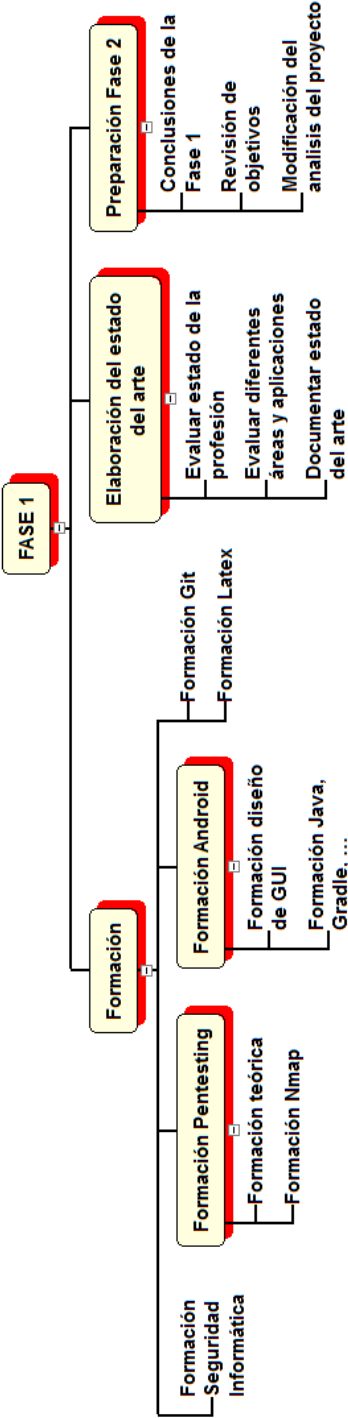 FASE 1
Formación
Formación
Seguridad
Informática
Formación Pentesting
Formación teórica
Formación Nmap
Formación Android
Formación diseño
de GUI
Formación Java,
Gradle, ...
Formación Git
Formación Latex
Elaboración del estado
del arte
Evaluar estado de la
profesión
Evaluar diferentes
áreas y aplicaciones
Documentar estado
del arte
Preparación Fase 2
Conclusiones de la
Fase 1
Revisión de
objetivos
Modificación del
analisis del proyecto